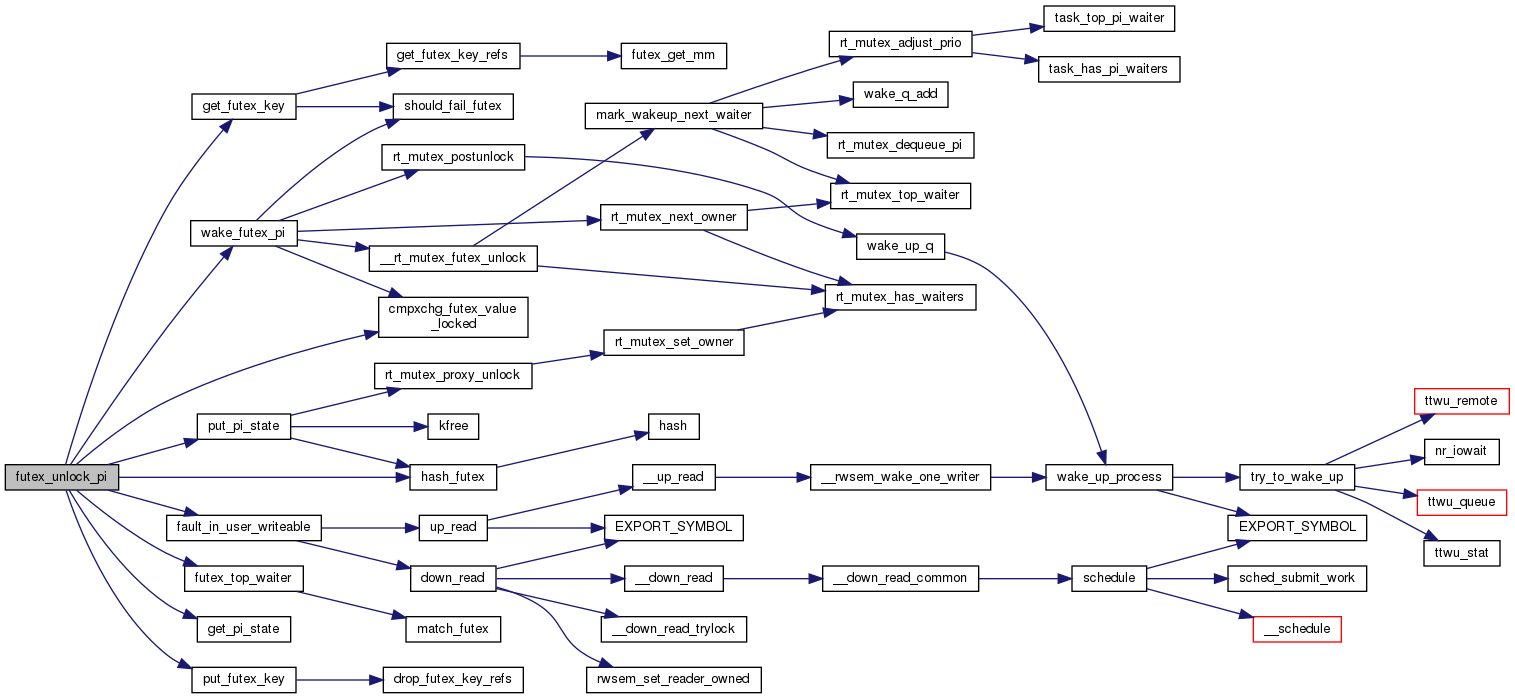 task_top_pi_waiter
rt_mutex_adjust_prio
get_futex_key_refs
futex_get_mm
task_has_pi_waiters
wake_q_add
get_futex_key
should_fail_futex
mark_wakeup_next_waiter
rt_mutex_dequeue_pi
rt_mutex_postunlock
rt_mutex_top_waiter
rt_mutex_next_owner
wake_futex_pi
wake_up_q
__rt_mutex_futex_unlock
rt_mutex_has_waiters
cmpxchg_futex_value
_locked
rt_mutex_set_owner
rt_mutex_proxy_unlock
ttwu_remote
put_pi_state
kfree
hash
nr_iowait
futex_unlock_pi
hash_futex
__up_read
__rwsem_wake_one_writer
wake_up_process
try_to_wake_up
ttwu_queue
fault_in_user_writeable
up_read
EXPORT_SYMBOL
EXPORT_SYMBOL
ttwu_stat
futex_top_waiter
down_read
__down_read
__down_read_common
schedule
sched_submit_work
get_pi_state
match_futex
__down_read_trylock
__schedule
put_futex_key
drop_futex_key_refs
rwsem_set_reader_owned